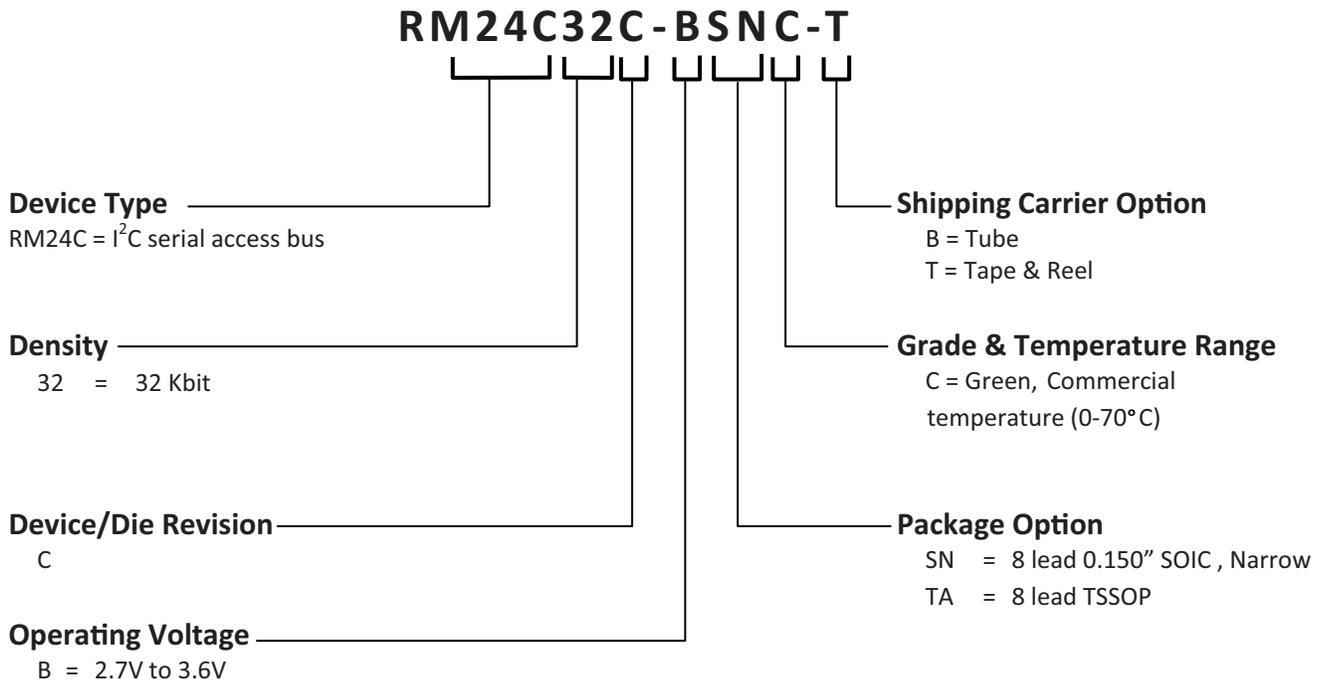 RM24C32C-BSNC-T
Device Type
RM24C = I²C serial access bus
Density
32 = 32 Kbit
Device/Die Revision
C
Operating Voltage
B = 2.7V to 3.6V
Shipping Carrier Option
B = Tube
T = Tape & Reel
Grade & Temperature Range
C = Green, Commercial
temperature (0-70°C)
Package Option
SN = 8 lead 0.150” SOIC , Narrow
TA = 8 lead TSSOP